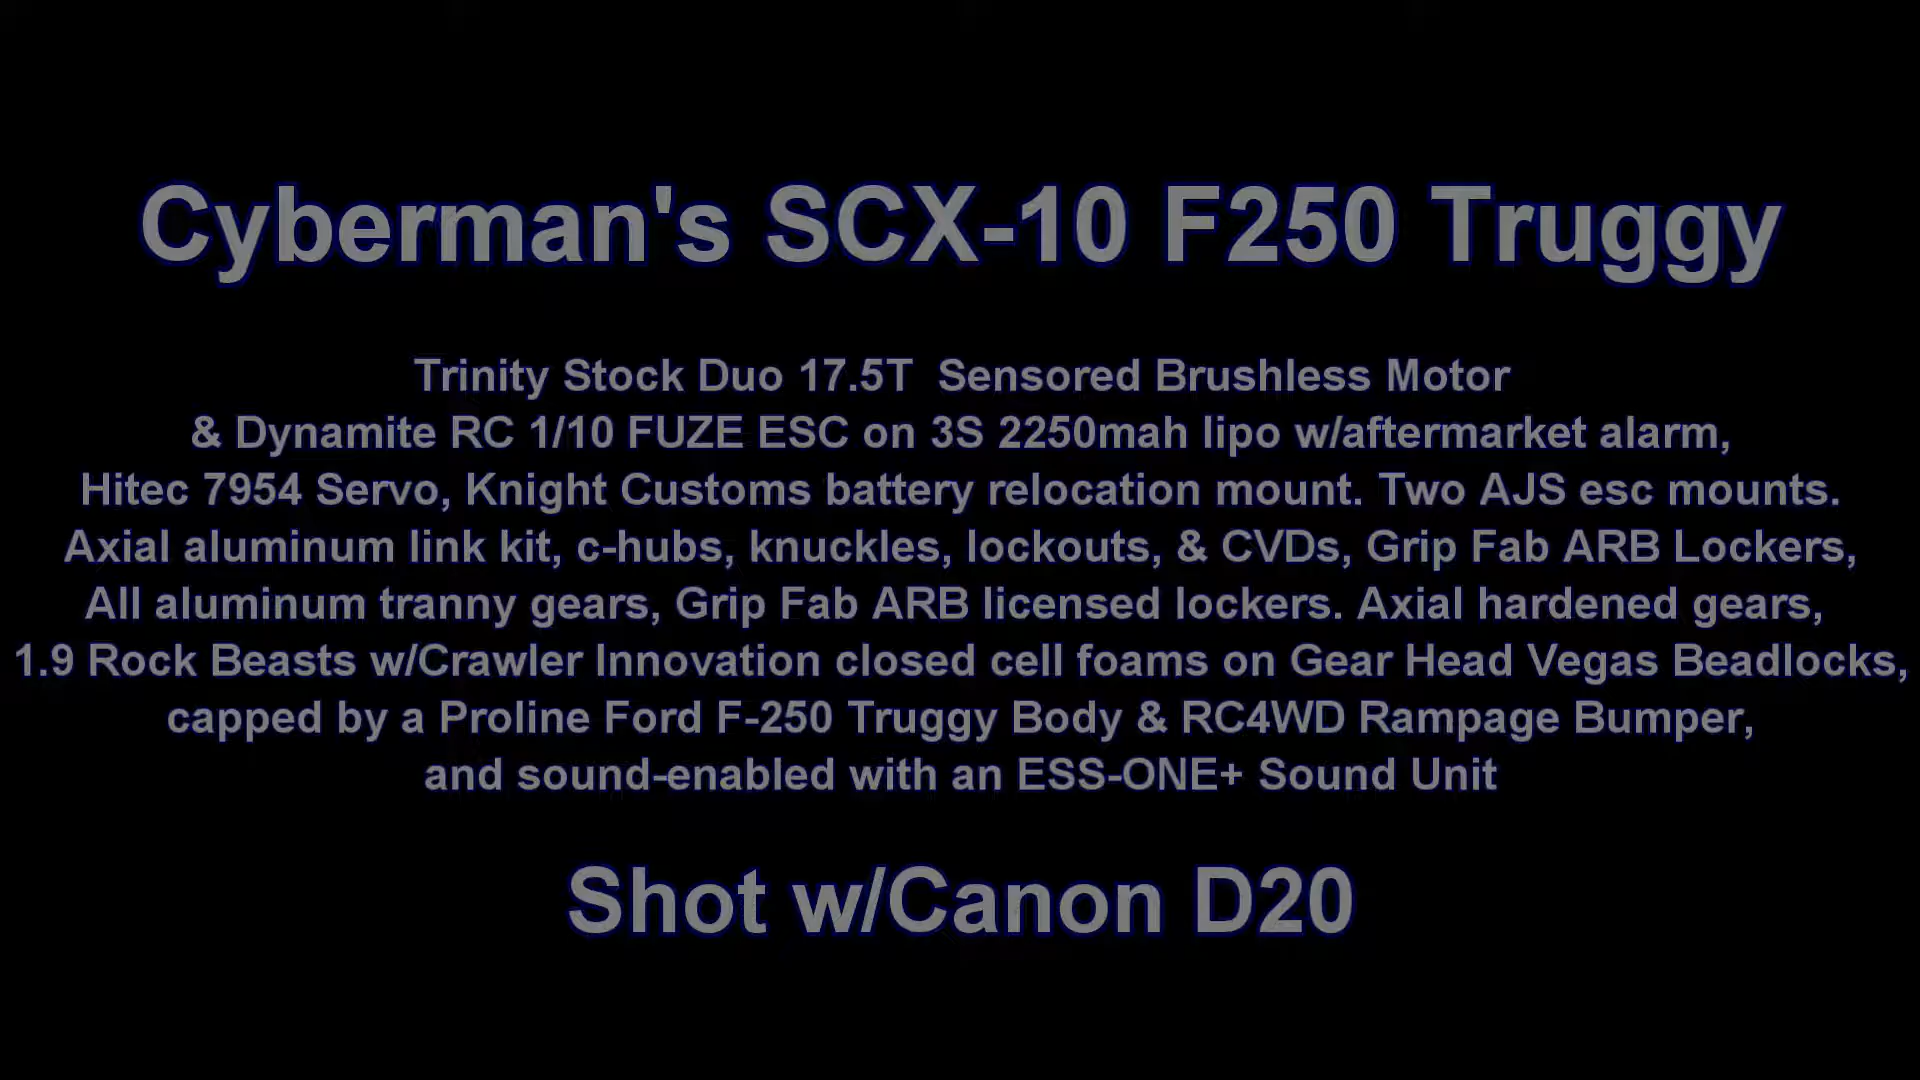 Cyberman's SCX-10 F250 Truggy
Trinity Stock Duo 17.5T  Sensored Brushless Motor
& Dynamite RC 1/10 FUZE ESC on 3S 2250mah lipo w/aftermarket alarm,
Hitec 7954 Servo, Knight Customs battery relocation mount. Two AJS esc mounts.
Axial aluminum link kit, c-hubs, knuckles, lockouts, & CVDs, Grip Fab ARB Lockers,
All aluminum tranny gears, Grip Fab ARB licensed lockers. Axial hardened gears,
1.9 Rock Beasts w/Crawler Innovation closed cell foams on Gear Head Vegas Beadlocks,
capped by a Proline Ford F-250 Truggy Body & RC4WD Rampage Bumper,
and sound-enabled with an ESS-ONE+ Sound Unit
Shot w/Canon D20